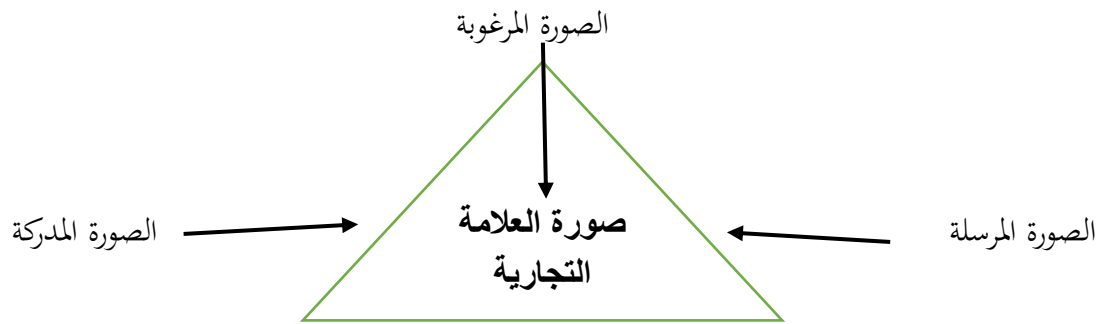 الصورة المرغوبة
صورة العلامة
التجارية
الصورة المرسلة
الصورة المدركة